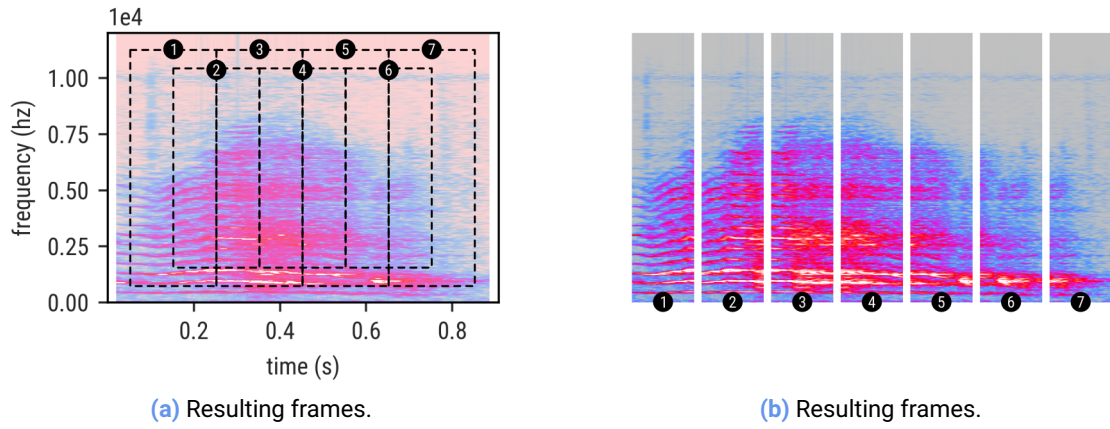 1e4
1 3 5 7
2 4 6
1.00
0.75
0.50
0.25
0.00
frequency (hz)
0.2 0.4 0.6 0.8
time (s)
(a) Resulting frames.
1 2 3 4 5 6 7
(b) Resulting frames.